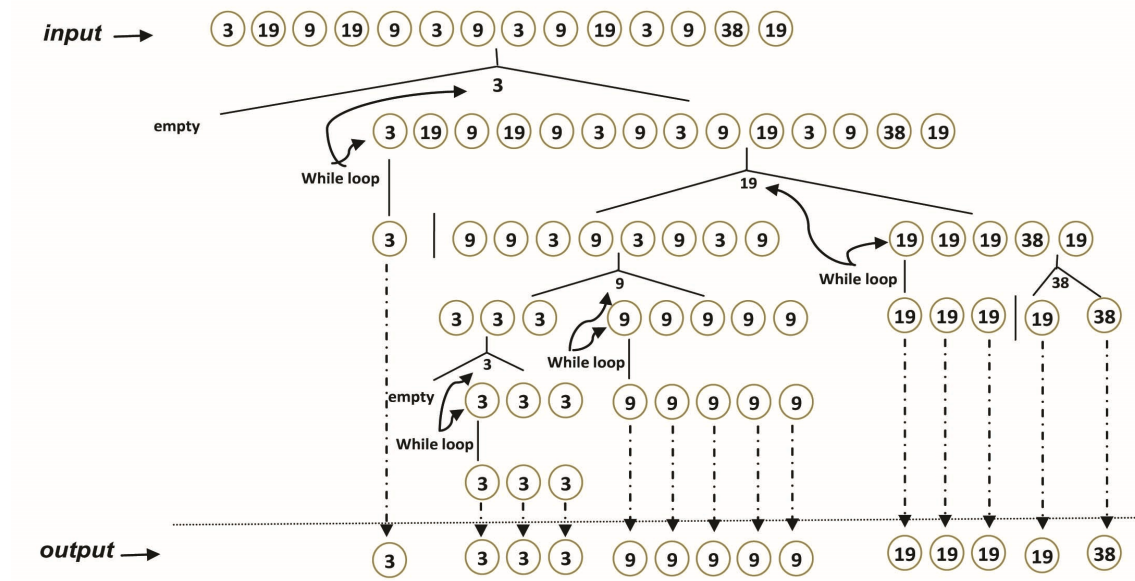 input 3 19 9 19 9 3 9 3 9 19 3 9 38 19
3
empty
3 19 9 19 9 3 9 3 9 19 3 9 38 19
While loop
19
3 9 9 3 9 3 9 3 9 19 19 19 38 19
While loop
9 38
3 3 3 9 9 9 9 9 19 19 19 19 38
While loop
3
empty 3 3 3 9 9 9 9 9
While loop
3 3 3
output 3 3 3 3 9 9 9 9 9 19 19 19 19 38